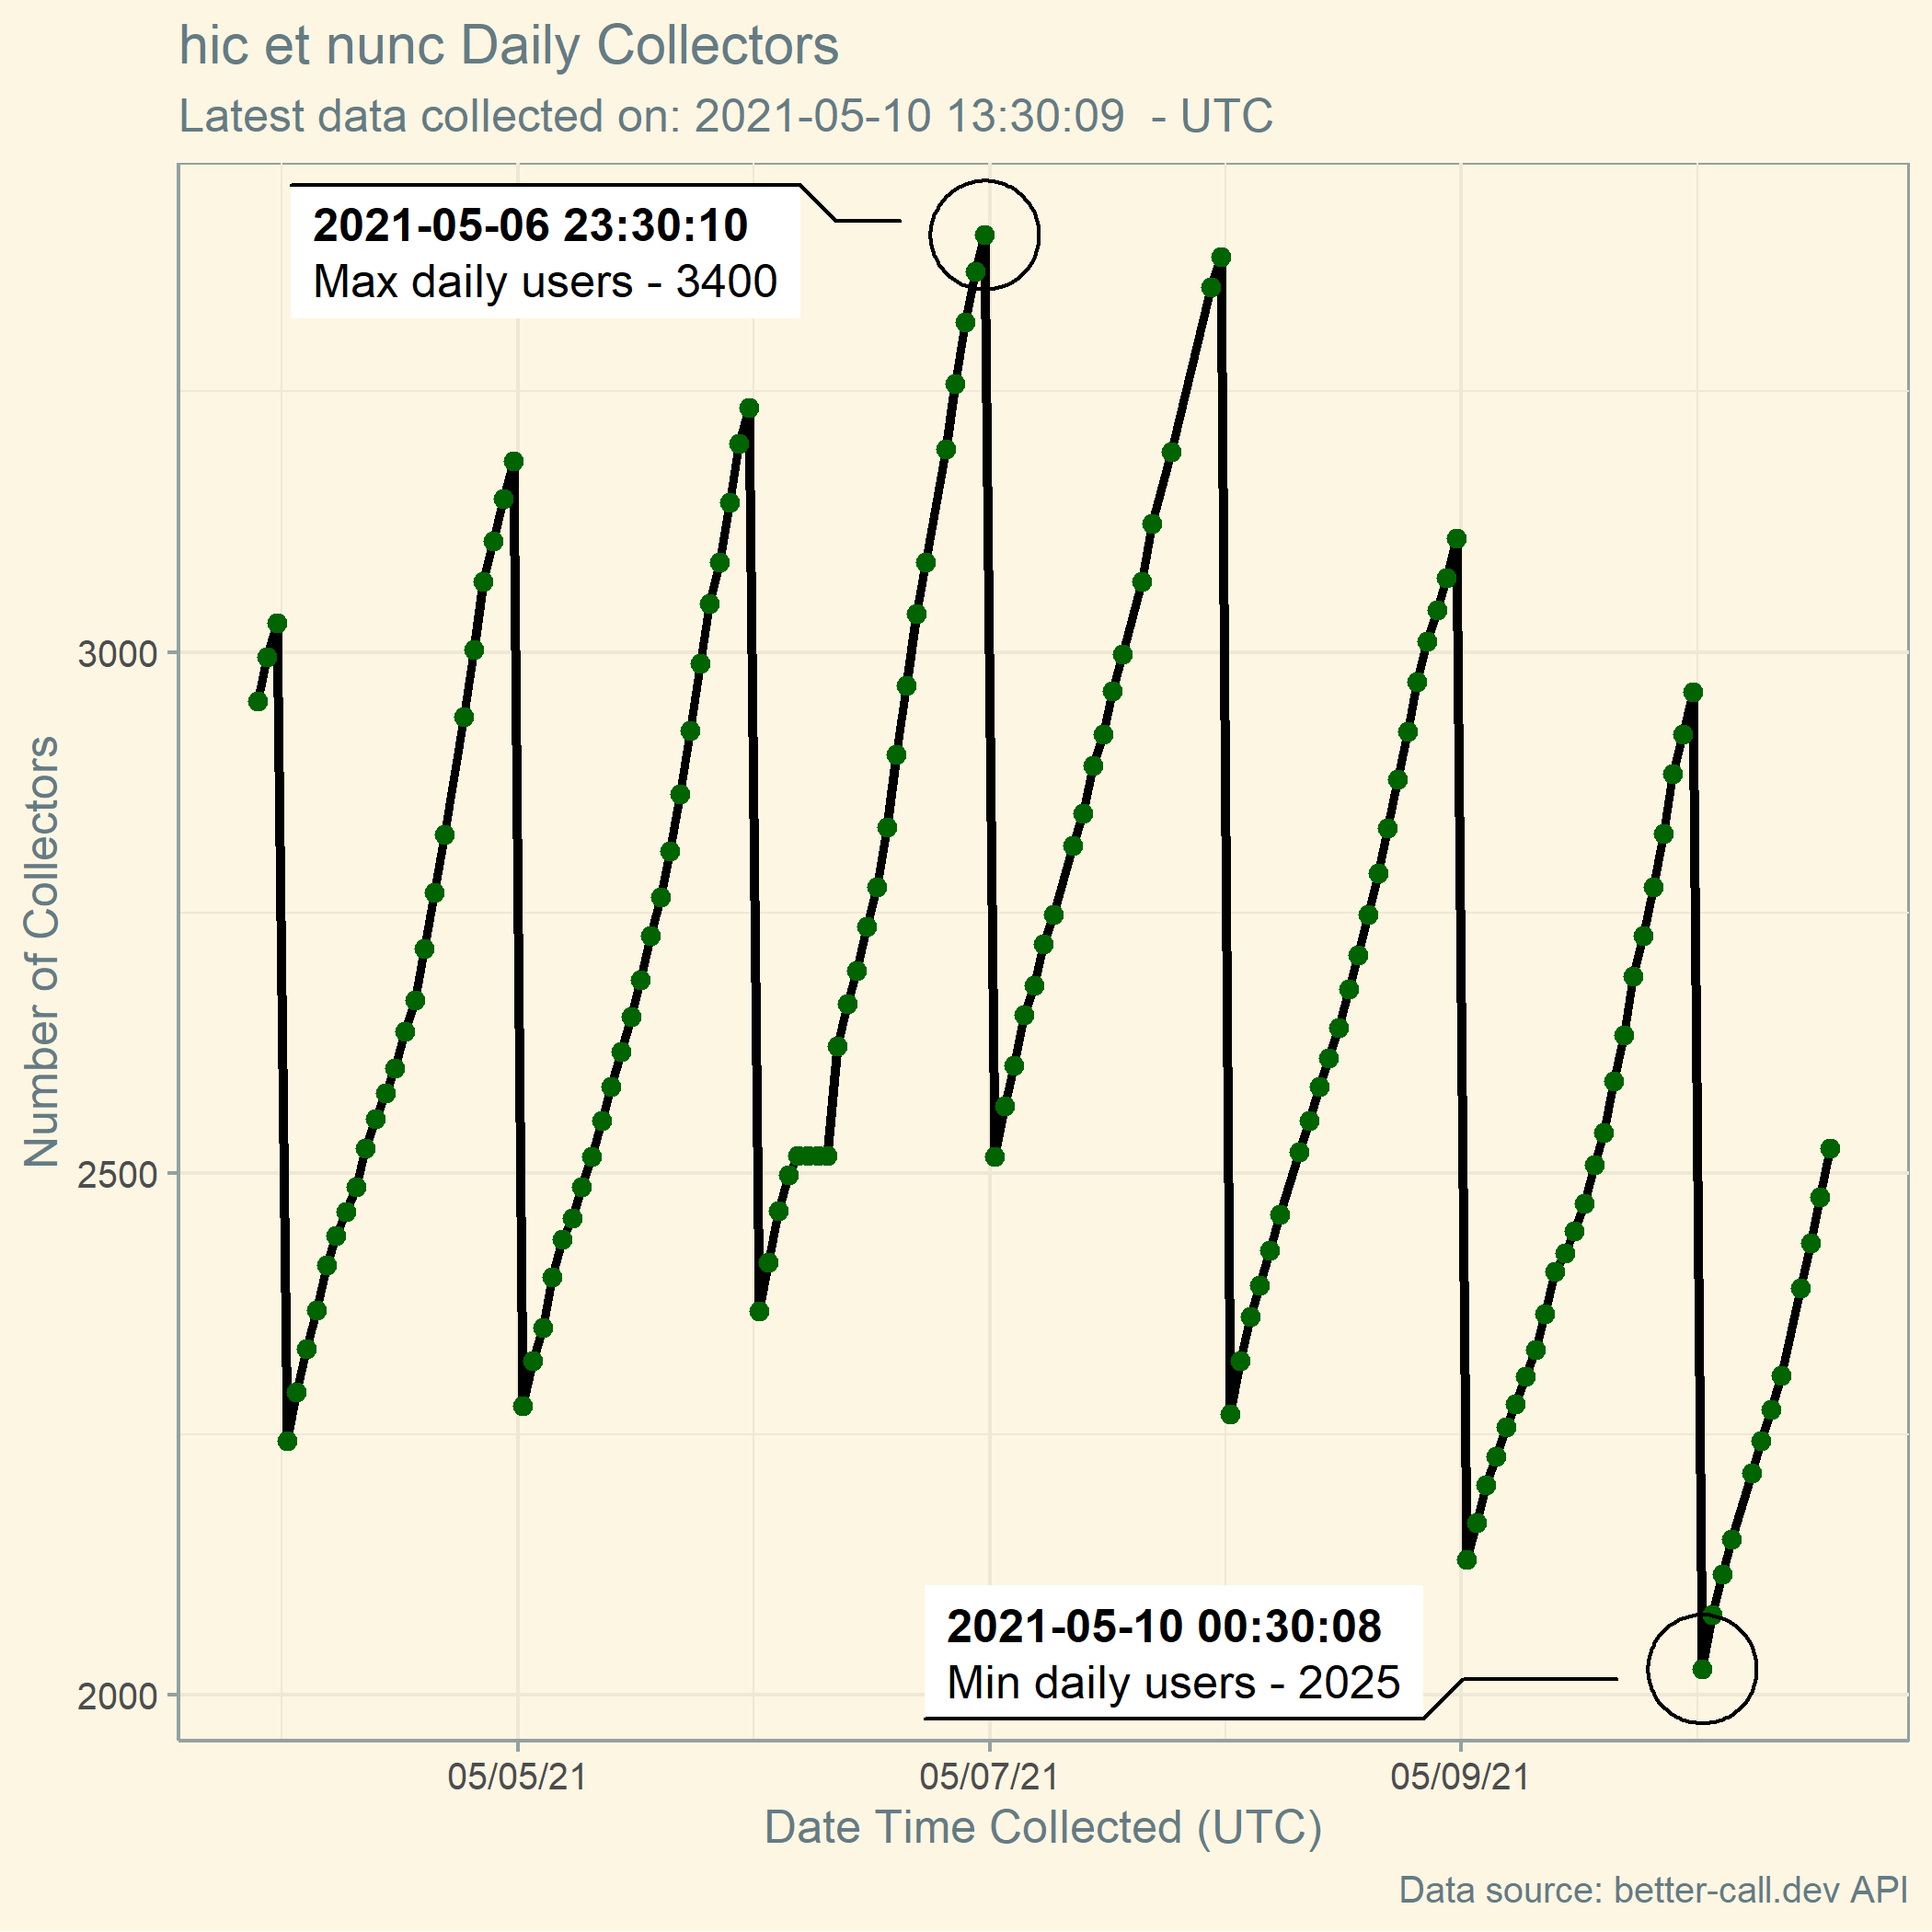 hic et nunc Daily Collectors
Latest data collected on: 2021-05-10 13:30:09  - UTC
2021-05-06 23:30:10
Max daily users - 3400
3000
2500
2000
Number of Collectors
2021-05-10 00:30:08
Min daily users - 2025
05/05/21
05/07/21
05/09/21
Date Time Collected (UTC)
Data source: better-call.dev API